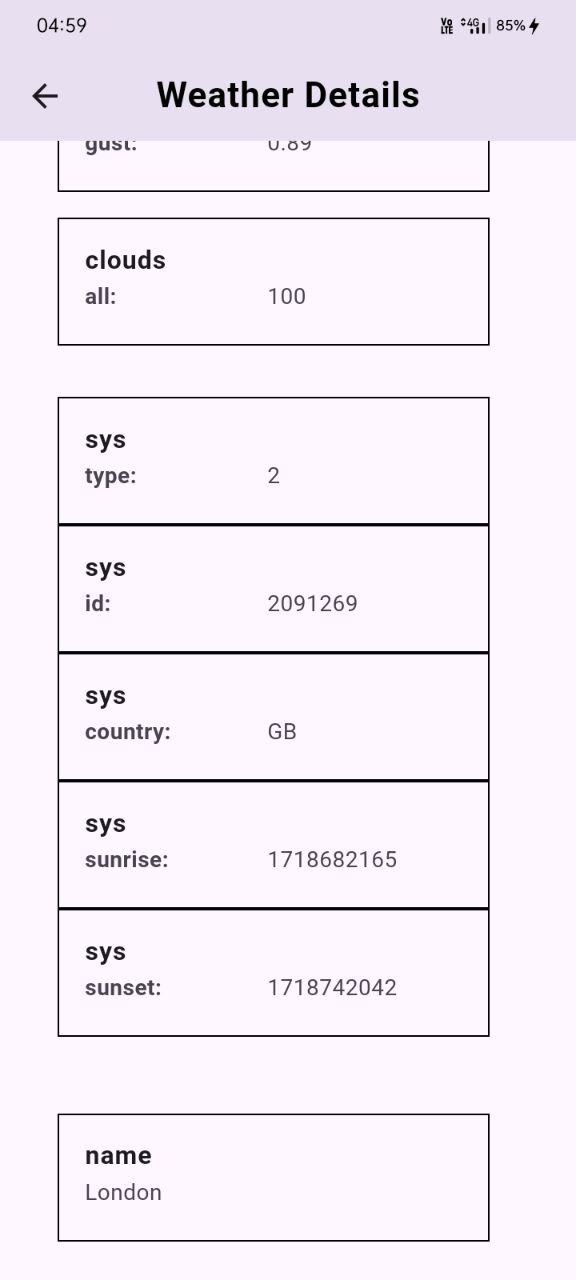 04:59
Vo LTE 4G 85%
Weather Details
gust: 0.89
clouds
all: 100
sys
type: 2
sys
id: 2091269
sys
country: GB
sys
sunrise: 1718682165
sys
sunset: 1718742042
name
London